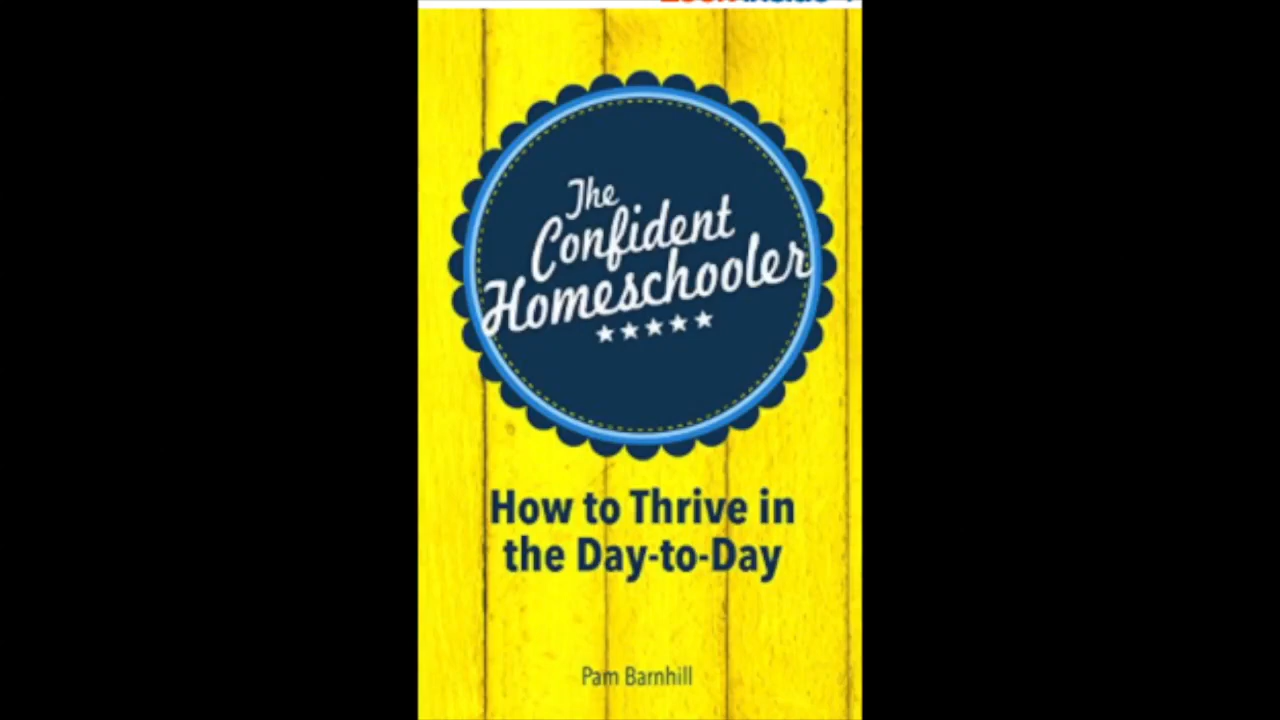 The
Confident
Homeschooler
How to Thrive in
the Day-to-Day
Pam Barnhill